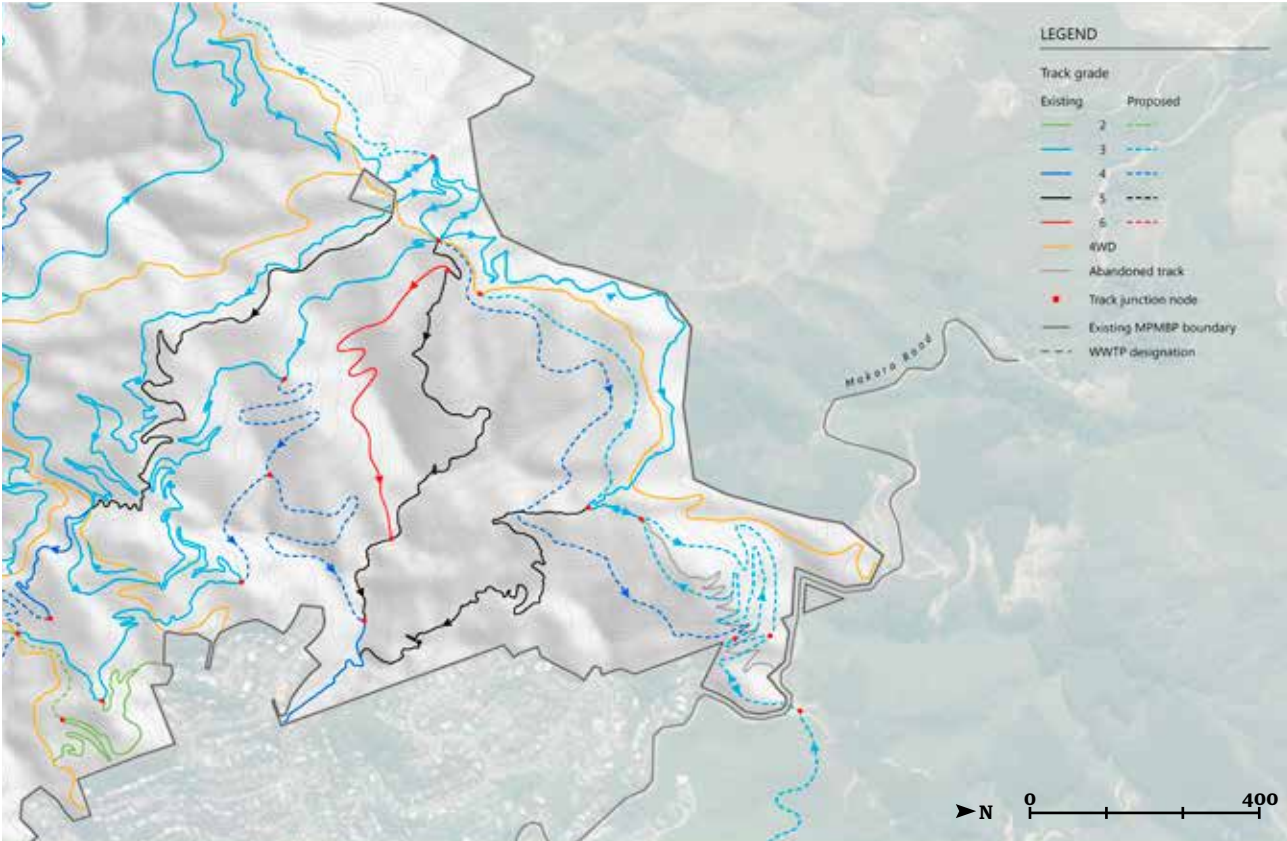 LEGEND
Track grade
Existing Proposed
2
3
4
5
6
4WD
Abandoned track
Track junction node
Existing MPMBP boundary
WWTP designation
Makara Road
N 0 400